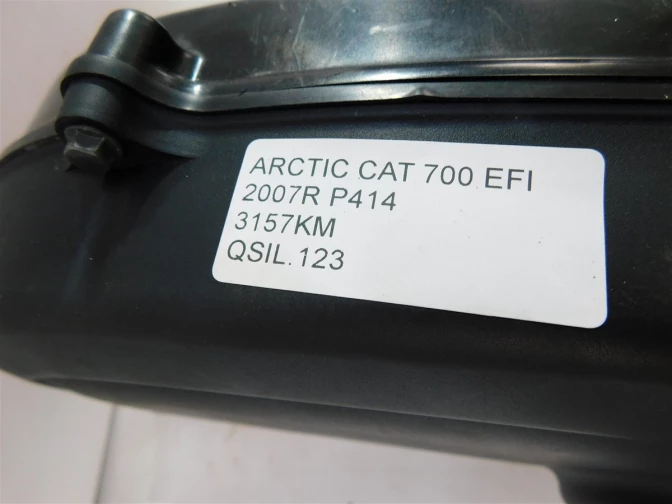 ARCTIC CAT 700 EFI
2007R P414
3157KM
QSIL.123